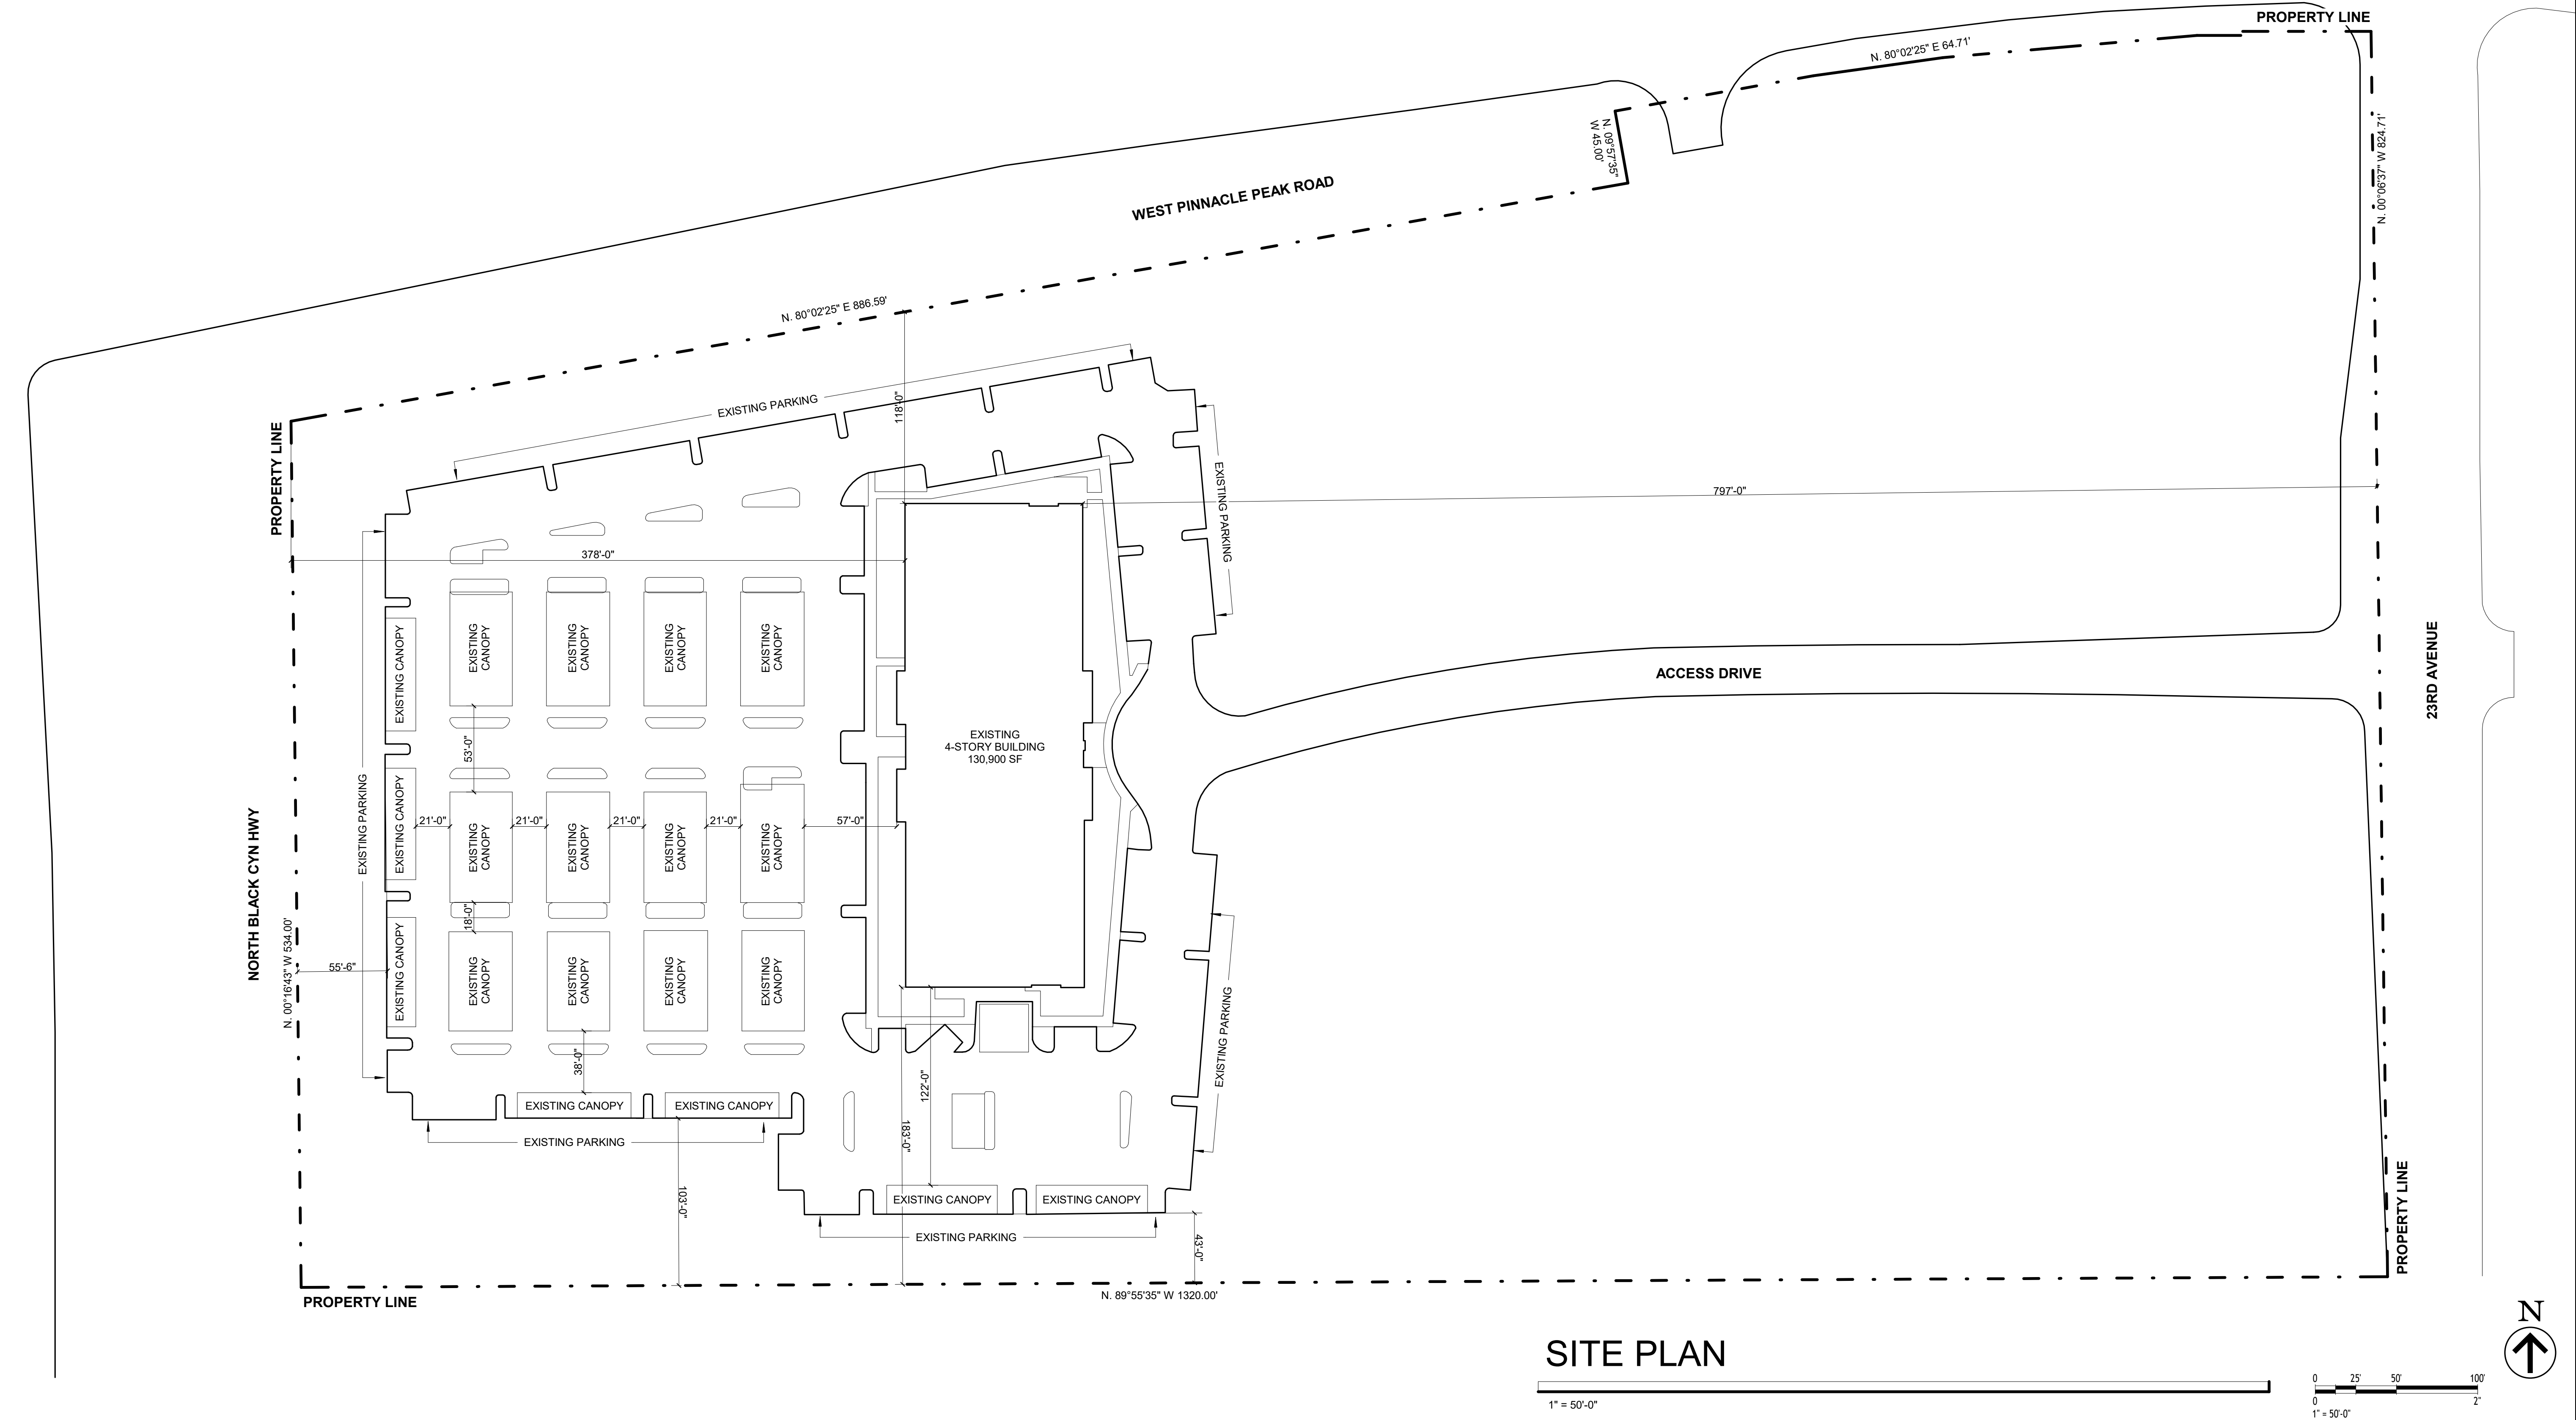 PROPERTY LINE
N. 80°02'25" E 64.71'
N. 09°57'35"
W 45.00'
N. 00°06'37" W 824.71'
WEST PINNACLE PEAK ROAD
N. 80°02'25" E 886.59'
118'-0"
EXISTING PARKING
PROPERTY LINE
EXISTING PARKING
797'-0"
378'-0"
EXISTING CANOPY
EXISTING
CANOPY
EXISTING
CANOPY
EXISTING
CANOPY
EXISTING
CANOPY
ACCESS DRIVE
23RD AVENUE
53'-0"
EXISTING
4-STORY BUILDING
130,900 SF
EXISTING PARKING
NORTH BLACK CYN HWY
EXISTING CANOPY
21'-0"
EXISTING
CANOPY
21'-0"
EXISTING
CANOPY
21'-0"
EXISTING
CANOPY
21'-0"
EXISTING
CANOPY
57'-0"
18'-0"
N. 00°16'43" W 534.00'
55'-6"
EXISTING CANOPY
EXISTING
CANOPY
EXISTING
CANOPY
EXISTING
CANOPY
EXISTING
CANOPY
EXISTING PARKING
38'-0"
122'-0"
EXISTING CANOPY
EXISTING CANOPY
183'-0"
EXISTING PARKING
103'-0"
EXISTING CANOPY
EXISTING CANOPY
EXISTING PARKING
43'-0"
PROPERTY LINE
PROPERTY LINE
N. 89°55'35" W 1320.00'
N
SITE PLAN
1" = 50'-0"
0 25' 50' 100'
0 2"
1" = 50'-0"